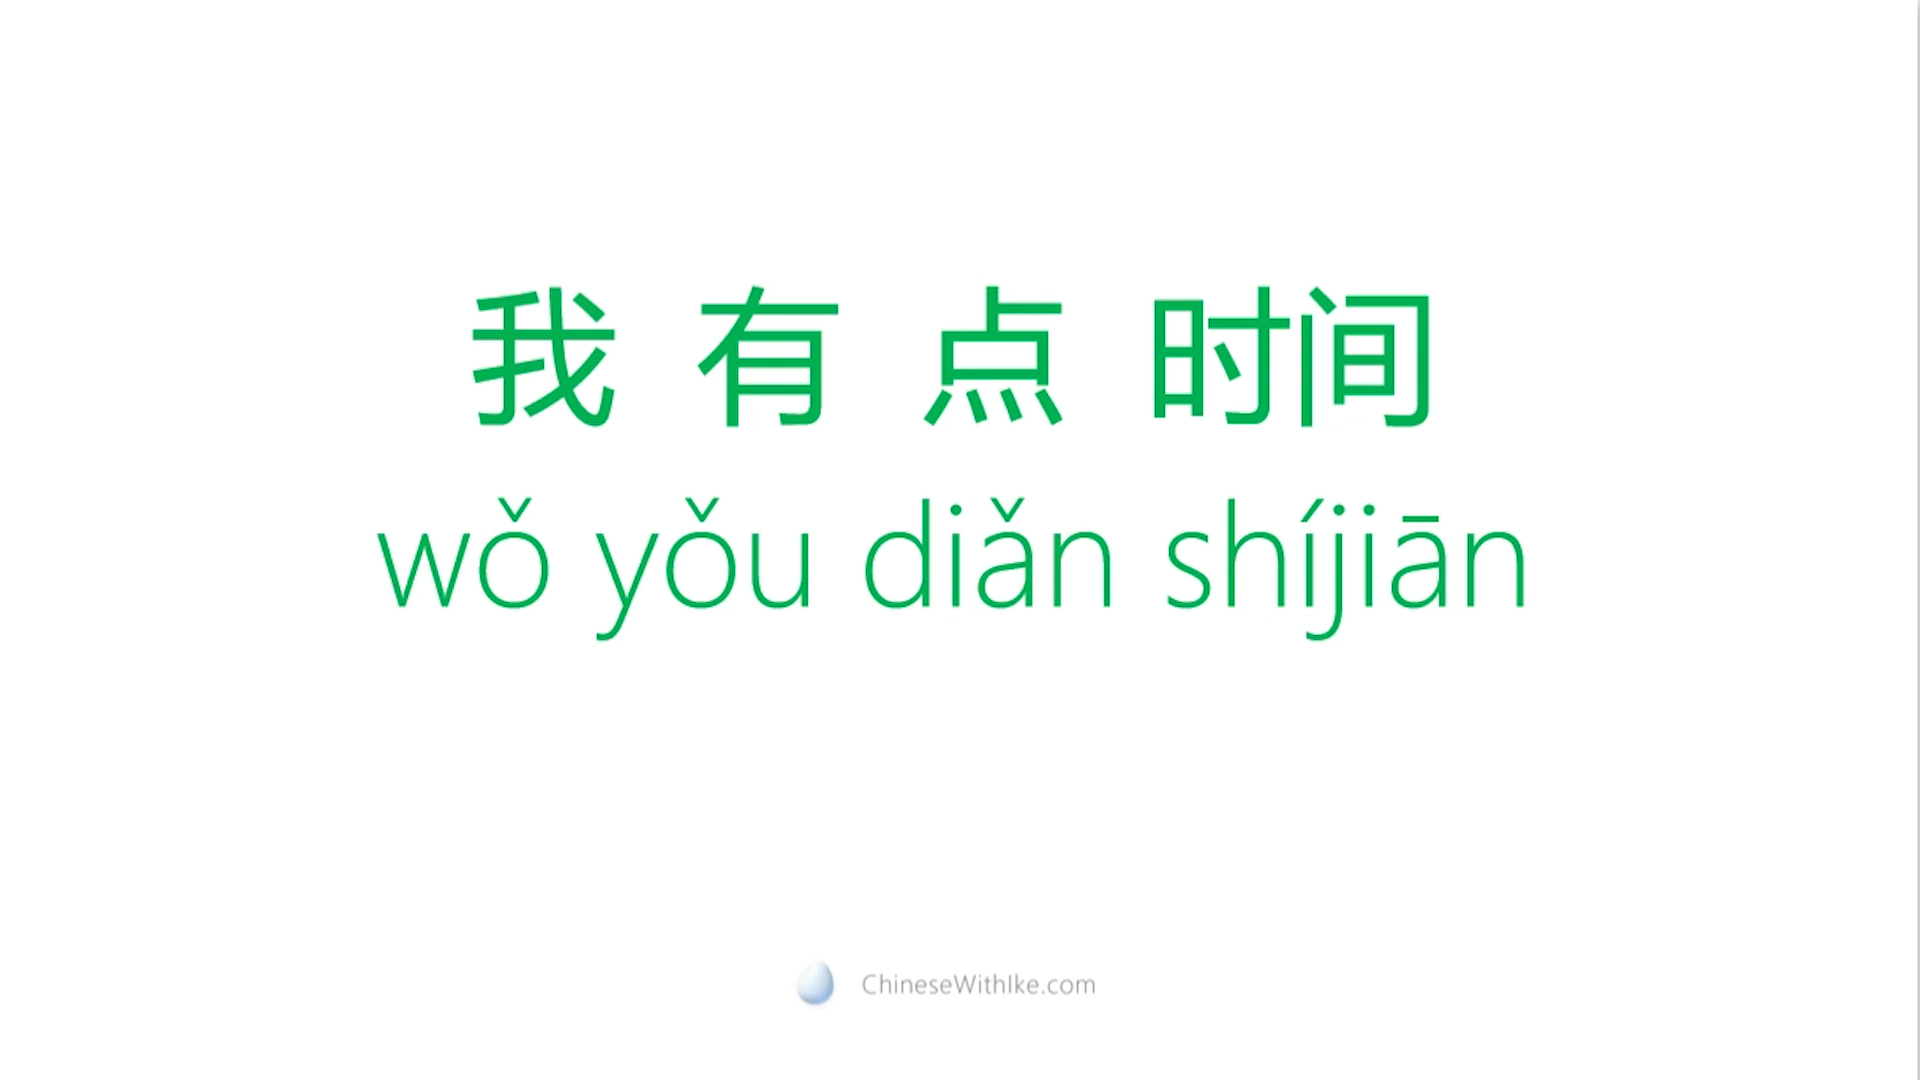 我 有 点 时间
wǒ yǒu diǎn shíjiān
ChineseWithIke.com